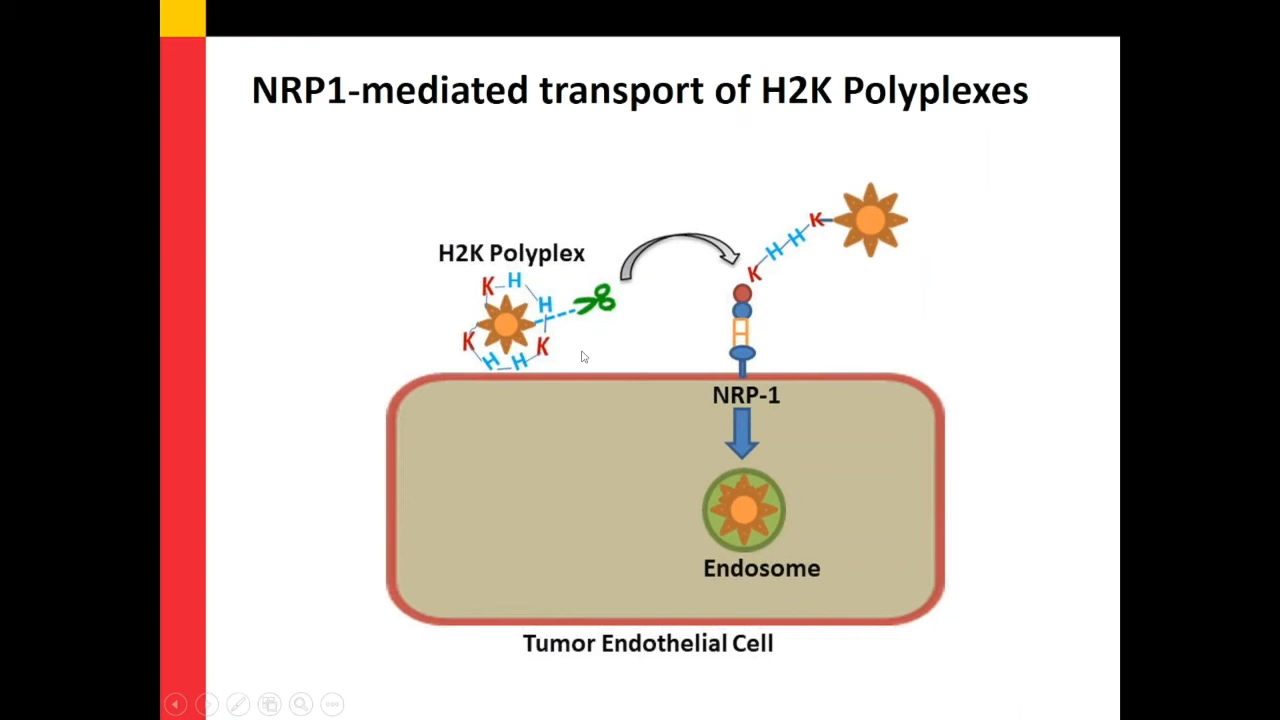 NRP1-mediated transport of H2K Polyplexes
H2K Polyplex
K H
H
K
K
H H
K
H
H
K
NRP-1
Endosome
Tumor Endothelial Cell